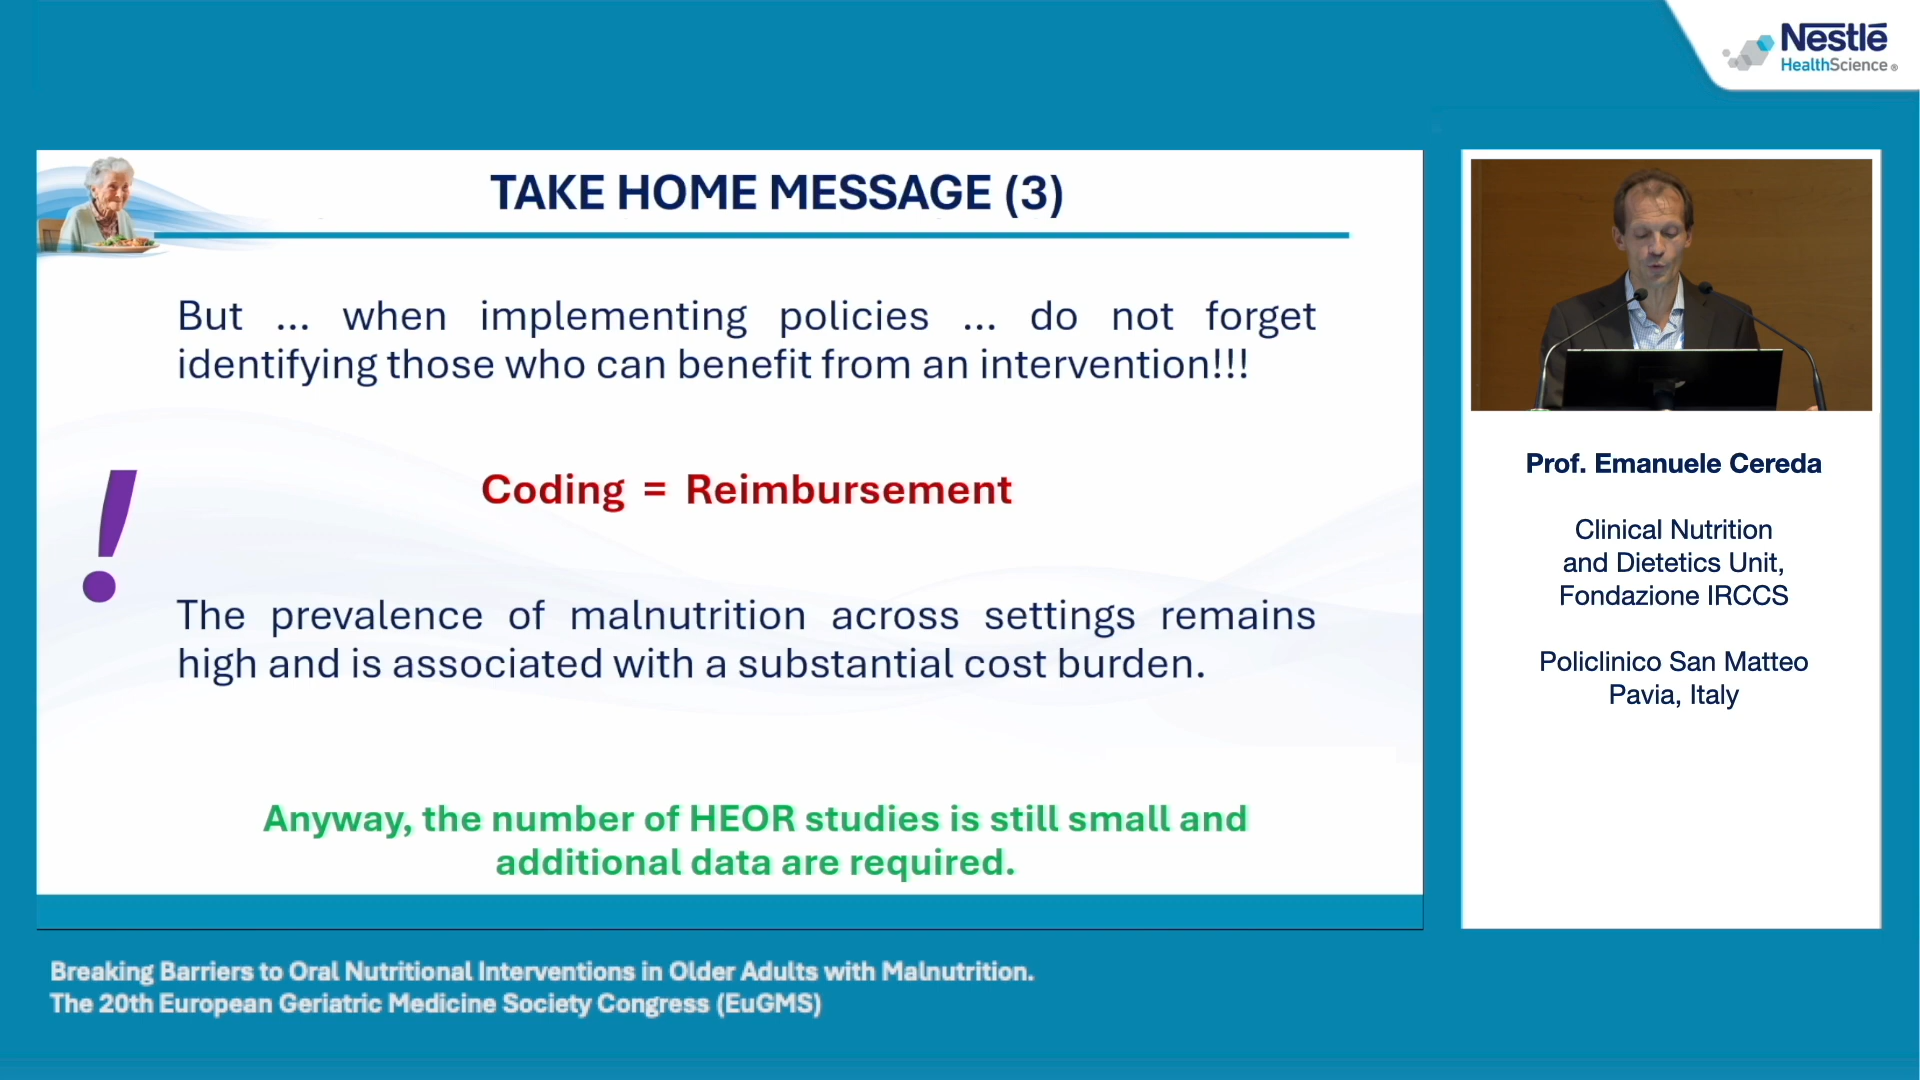 Nestlé
HealthScience®
TAKE HOME MESSAGE (3)
But ... when implementing policies ... do not forget
identifying those who can benefit from an intervention!!!
!
Coding = Reimbursement
The prevalence of malnutrition across settings remains
high and is associated with a substantial cost burden.
Anyway, the number of HEOR studies is still small and
additional data are required.
Prof. Emanuele Cereda
Clinical Nutrition
and Dietetics Unit,
Fondazione IRCCS
Policlinico San Matteo
Pavia, Italy
Breaking Barriers to Oral Nutritional Interventions in Older Adults with Malnutrition.
The 20th European Geriatric Medicine Society Congress (EuGMS)